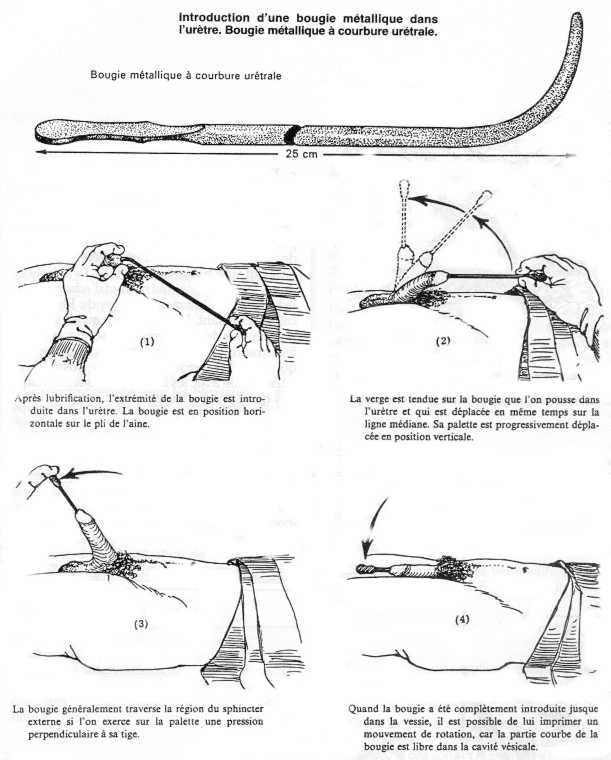 Introduction d'une bougie métallique dans
l'urètre. Bougie métallique à courbure urétrale.
Bougie métallique à courbure urétrale
25 cm
(1)
(2)
Après lubrification, l'extrémité de la bougie est intro-
duite dans l'urètre. La bougie est en position hori-
zontale sur le pli de l'aine.
La verge est tendue sur la bougie que l'on pousse dans
l'urètre et qui est déplacée en même temps sur la
ligne médiane. Sa palette est progressivement dépla-
cée en position verticale.
(3)
(4)
La bougie généralement traverse la région du sphincter
externe si l'on exerce sur la palette une pression
perpendiculaire à sa tige.
Quand la bougie a été complètement introduite jusque
dans la vessie, il est possible de lui imprimer un
mouvement de rotation, car la partie courbe de la
bougie est libre dans la cavité vésicale.